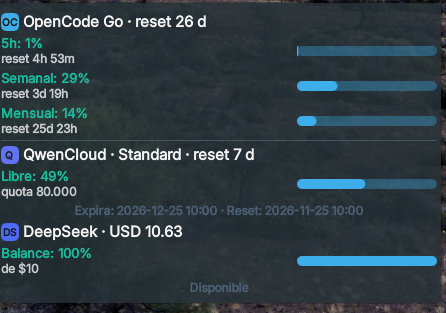 OC OpenCode Go · reset 26 d
5h: 1%
reset 4h 53m
Semanal: 29%
reset 3d 19h
Mensual: 14%
reset 25d 23h
Q QwenCloud · Standard · reset 7 d
Libre: 49%
quota 80.000
Expira: 2026-12-25 10:00 · Reset: 2026-11-25 10:00
DS DeepSeek · USD 10.63
Balance: 100%
de $10
Disponible